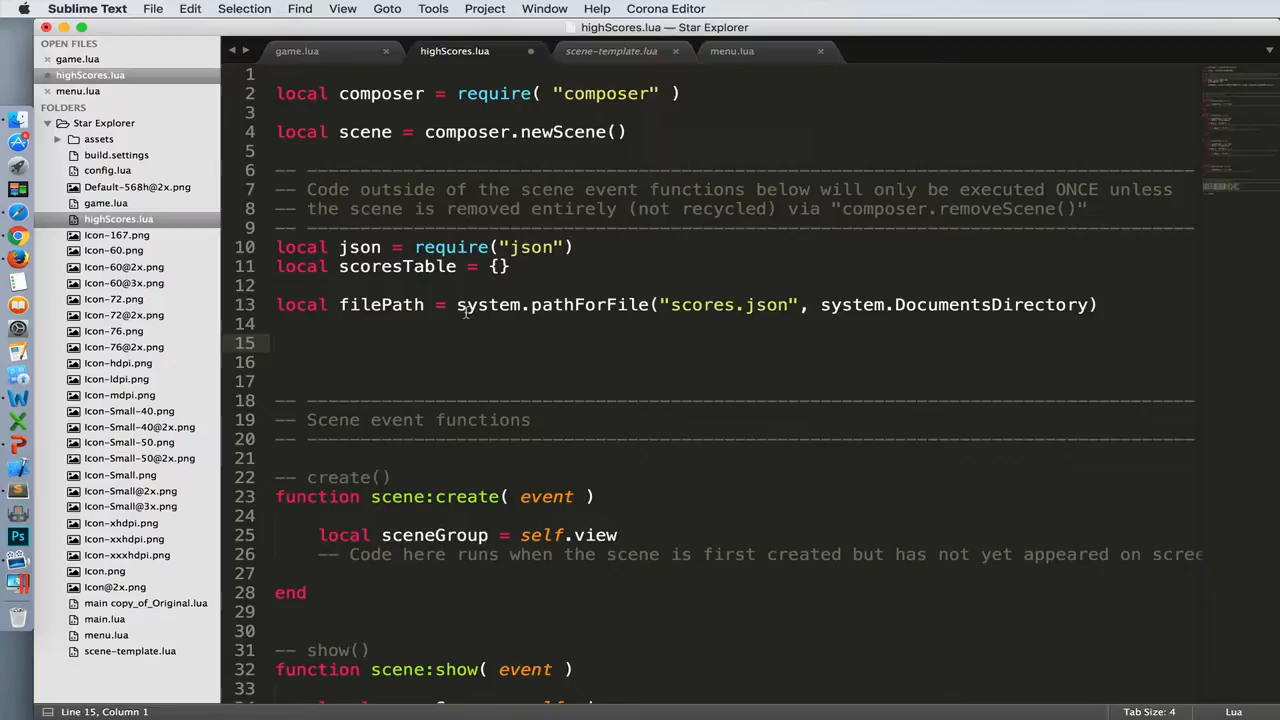 Sublime Text File Edit Selection Find View Goto Tools Project Window Help Corona Editor
highScores.lua — Star Explorer
OPEN FILES
game.lua
highScores.lua
menu.lua
FOLDERS
Star Explorer
assets
build.settings
config.lua
Default-568h@2x.png
game.lua
highScores.lua
Icon-167.png
Icon-60.png
Icon-60@2x.png
Icon-60@3x.png
Icon-72.png
Icon-72@2x.png
Icon-76.png
Icon-76@2x.png
Icon-hdpi.png
Icon-ldpi.png
Icon-mdpi.png
Icon-Small-40.png
Icon-Small-40@2x.png
Icon-Small-50.png
Icon-Small-50@2x.png
Icon-Small.png
Icon-Small@2x.png
Icon-Small@3x.png
Icon-xhdpi.png
Icon-xxhdpi.png
Icon-xxxhdpi.png
Icon.png
Icon@2x.png
main copy_of_Original.lua
main.lua
menu.lua
scene-template.lua
game.lua highScores.lua scene-template.lua menu.lua
1
2 local composer = require( "composer" )
3
4 local scene = composer.newScene()
5
6 -- -----------------------------------------------------------------------------------
7 -- Code outside of the scene event functions below will only be executed ONCE unless
8 -- the scene is remover entirely (not recycled) via "composer.removeScene()"
9 -- -----------------------------------------------------------------------------------
10 local json = require("json")
11 local scoresTable = {}
12
13 local filePath = system.pathForFile("scores.json", system.DocumentsDirectory)
14
15
16
17
18 -- -----------------------------------------------------------------------------------
19 -- Scene event functions
20 -- -----------------------------------------------------------------------------------
21
22 -- create()
23 function scene:create( event )
24
25 local sceneGroup = self.view
26 -- Code here runs when the scene is first created but has not yet appeared on scree
27
28 end
29
30
31 -- show()
32 function scene:show( event )
33
Line 15, Column 1 Tab Size: 4 Lua